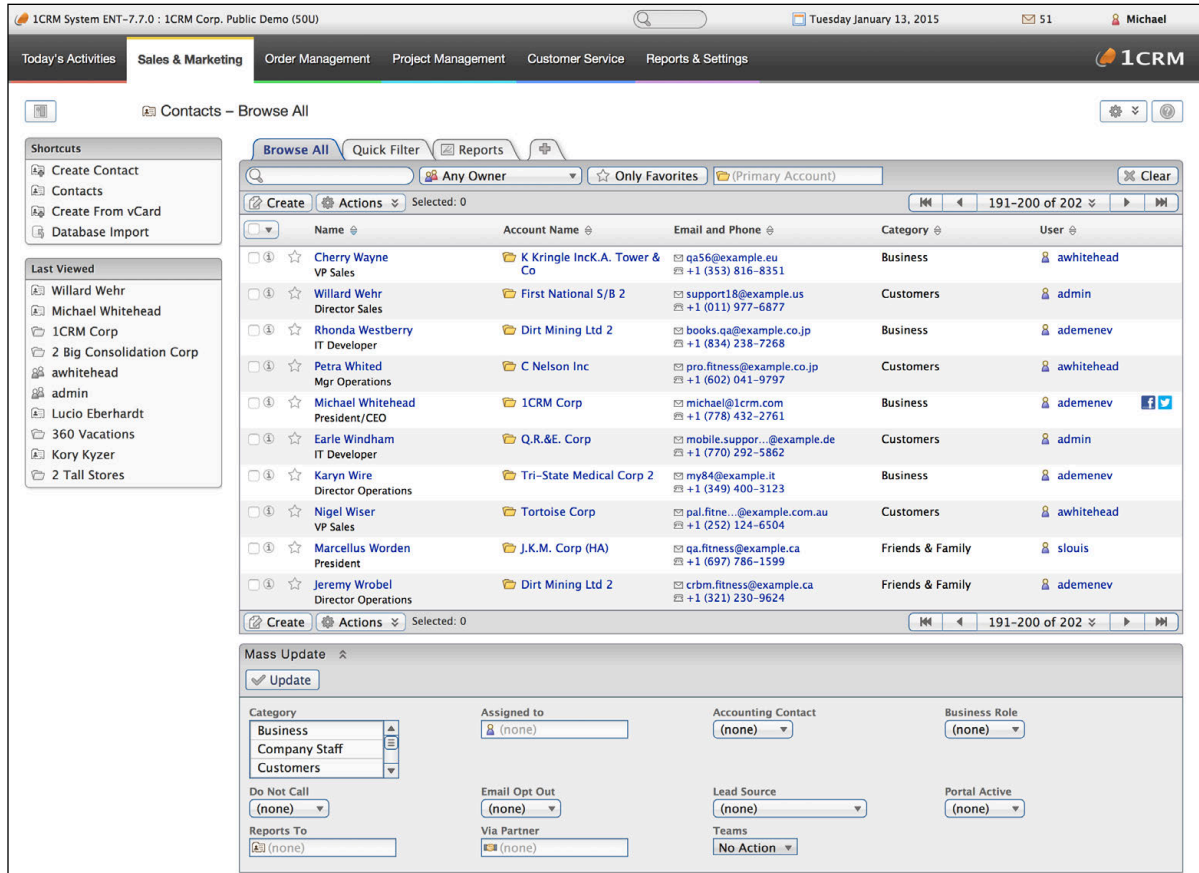 1CRM System ENT-7.7.0 : 1CRM Corp. Public Demo (50U)
Tuesday January 13, 2015
51
Michael
Today's Activities
Sales & Marketing
Order Management
Project Management
Customer Service
Reports & Settings
1CRM
Contacts – Browse All
Shortcuts
Create Contact
Contacts
Create From vCard
Database Import
Last Viewed
Willard Wehr
Michael Whitehead
1CRM Corp
2 Big Consolidation Corp
awhitehead
admin
Lucio Eberhardt
360 Vacations
Kory Kyzer
2 Tall Stores
Browse All
Quick Filter
Reports
Any Owner
Only Favorites
(Primary Account)
Clear
Create
Actions
Selected: 0
191-200 of 202
Name
Account Name
Email and Phone
Category
User
Cherry Wayne
VP Sales
K Kringle IncK.A. Tower &
Co
qa56@example.eu
+1 (353) 816-8351
Business
awhitehead
Willard Wehr
Director Sales
First National S/B 2
support18@example.us
+1 (011) 977-6877
Customers
admin
Rhonda Westberry
IT Developer
Dirt Mining Ltd 2
books.qa@example.co.jp
+1 (834) 238-7268
Business
ademenev
Petra Whited
Mgr Operations
C Nelson Inc
pro.fitness@example.co.jp
+1 (602) 041-9797
Customers
awhitehead
Michael Whitehead
President/CEO
1CRM Corp
michael@1crm.com
+1 (778) 432-2761
Business
ademenev
Earle Windham
IT Developer
Q.R.&E. Corp
mobile.suppor...@example.de
+1 (770) 292-5862
Customers
admin
Karyn Wire
Director Operations
Tri-State Medical Corp 2
my84@example.it
+1 (349) 400-3123
Business
ademenev
Nigel Wiser
VP Sales
Tortoise Corp
pal.fitne...@example.com.au
+1 (252) 124-6504
Customers
awhitehead
Marcellus Worden
President
J.K.M. Corp (HA)
qa.fitness@example.ca
+1 (697) 786-1599
Friends & Family
slouis
Jeremy Wrobel
Director Operations
Dirt Mining Ltd 2
crbm.fitness@example.ca
+1 (321) 230-9624
Friends & Family
ademenev
Create
Actions
Selected: 0
191-200 of 202
Mass Update
Update
Category
Business
Company Staff
Customers
Assigned to
(none)
Accounting Contact
(none)
Business Role
(none)
Do Not Call
(none)
Email Opt Out
(none)
Lead Source
(none)
Portal Active
(none)
Reports To
(none)
Via Partner
(none)
Teams
No Action